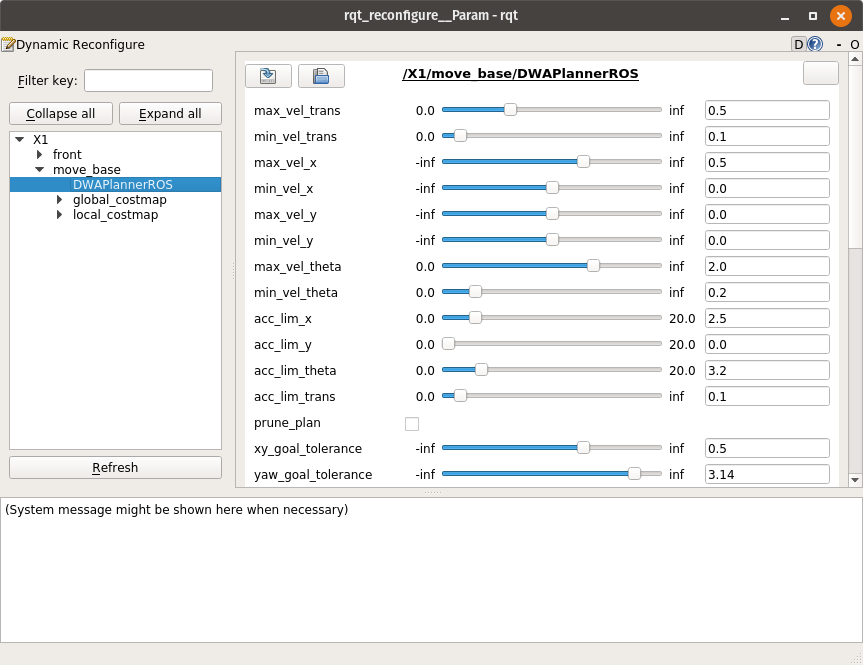 rqt_reconfigure__Param - rqt
Dynamic Reconfigure
D ? - O
Filter key:
Collapse all Expand all
X1
front
move_base
DWAPlannerROS
global_costmap
local_costmap
Refresh
/X1/move_base/DWAPlannerROS
max_vel_trans 0.0 inf 0.5
min_vel_trans 0.0 inf 0.1
max_vel_x -inf inf 0.5
min_vel_x -inf inf 0.0
max_vel_y -inf inf 0.0
min_vel_y -inf inf 0.0
max_vel_theta 0.0 inf 2.0
min_vel_theta 0.0 inf 0.2
acc_lim_x 0.0 20.0 2.5
acc_lim_y 0.0 20.0 0.0
acc_lim_theta 0.0 20.0 3.2
acc_lim_trans 0.0 inf 0.1
prune_plan
xy_goal_tolerance -inf inf 0.5
yaw_goal_tolerance -inf inf 3.14
(System message might be shown here when necessary)